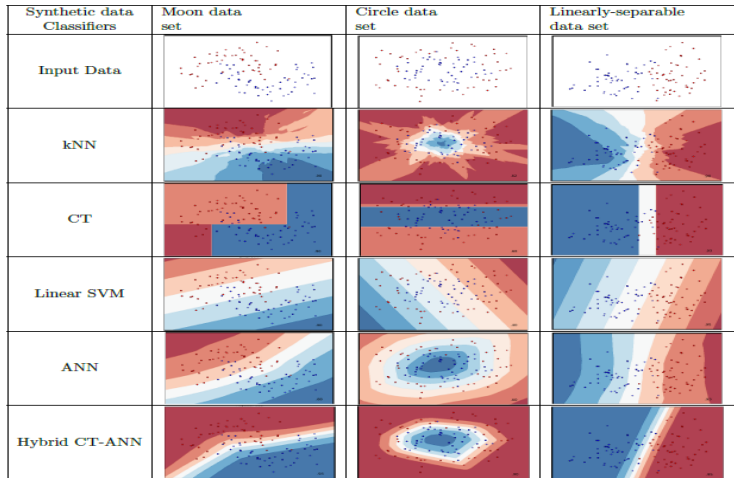 Synthetic data Classifiers
Moon data set
Circle data set
Linearly-separable data set
Input Data
kNN
CT
Linear SVM
ANN
Hybrid CT-ANN